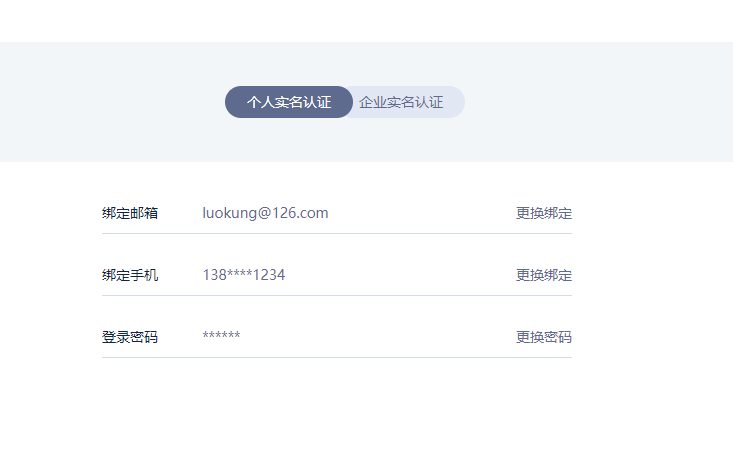 个人实名认证 企业实名认证
绑定邮箱 luokung@126.com 更换绑定
绑定手机 138****1234 更换绑定
登录密码 ****** 更换密码